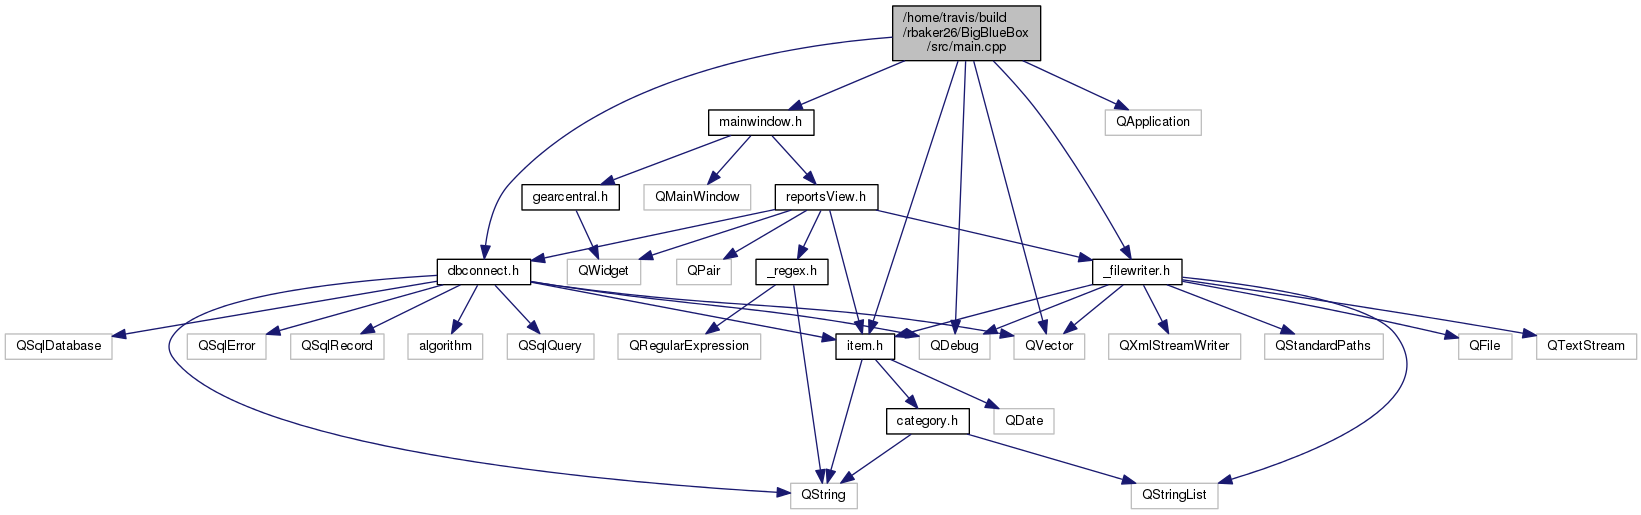 /home/travis/build
/rbaker26/BigBlueBox
/src/main.cpp
mainwindow.h
QApplication
gearcentral.h
QMainWindow
reportsView.h
dbconnect.h
QWidget
QPair
_regex.h
_filewriter.h
QSqlDatabase
QSqlError
QSqlRecord
algorithm
QSqlQuery
QRegularExpression
item.h
QDebug
QVector
QXmlStreamWriter
QStandardPaths
QFile
QTextStream
category.h
QDate
QString
QStringList